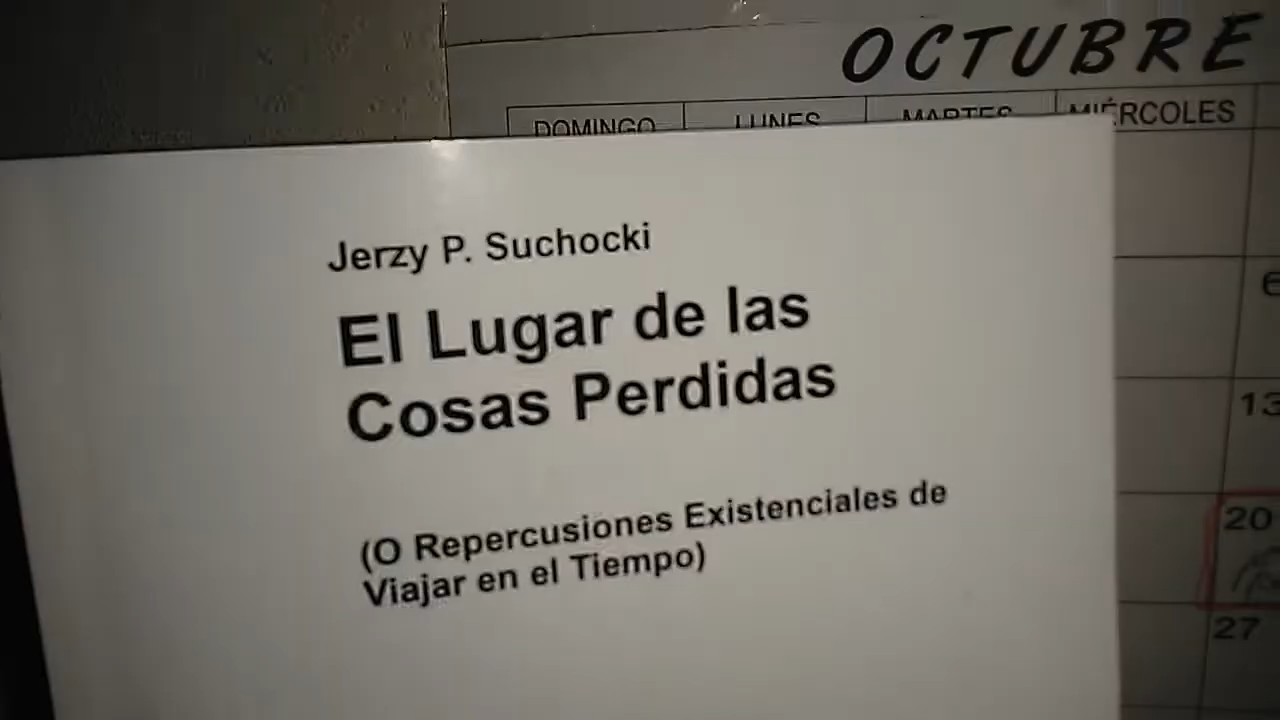 OCTUBRE
DOMINGO LUNES MARTES MIÉRCOLES
Jerzy P. Suchocki
El Lugar de las
Cosas Perdidas
(O Repercusiones Existenciales de
Viajar en el Tiempo)
13
20
27